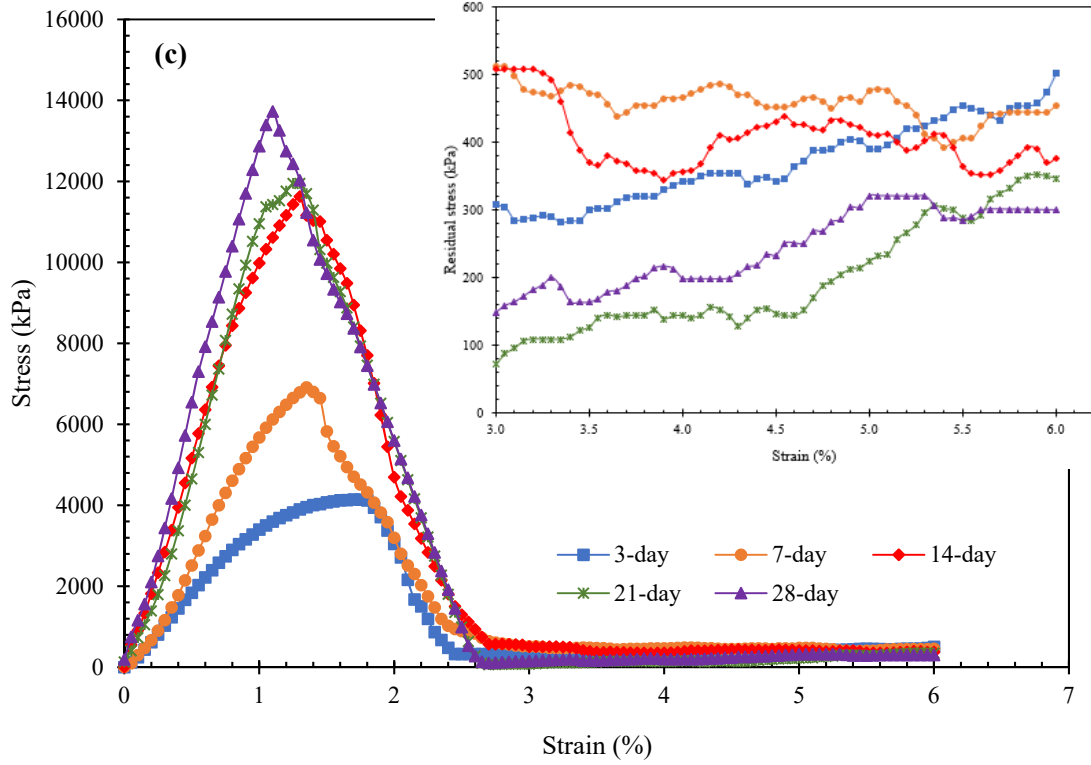 (c)
Stress (kPa)
16000
14000
12000
10000
8000
6000
4000
2000
0
0 1 2 3 4 5 6 7
Strain (%)
Residual stress (kPa)
600
500
400
300
200
100
0
3.0 3.5 4.0 4.5 5.0 5.5 6.0
Strain (%)
3-day 7-day 14-day
21-day 28-day